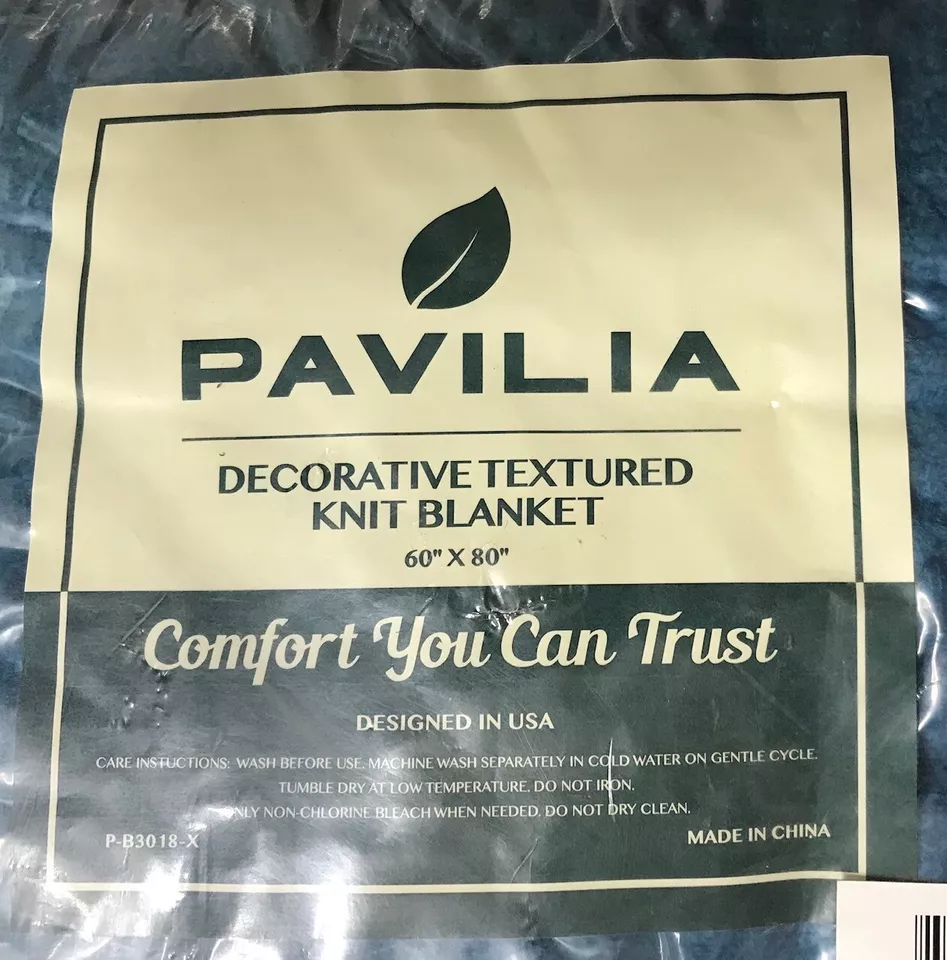 PAVILIA
DECORATIVE TEXTURED
KNIT BLANKET
60" X 80"
Comfort You Can Trust
DESIGNED IN USA
CARE INSTUCTIONS: WASH BEFORE USE. MACHINE WASH SEPARATELY IN COLD WATER ON GENTLE CYCLE.
TUMBLE DRY AT LOW TEMPERATURE. DO NOT IRON.
ONLY NON-CHLORINE BLEACH WHEN NEEDED. DO NOT DRY CLEAN.
P-B3018-X
MADE IN CHINA